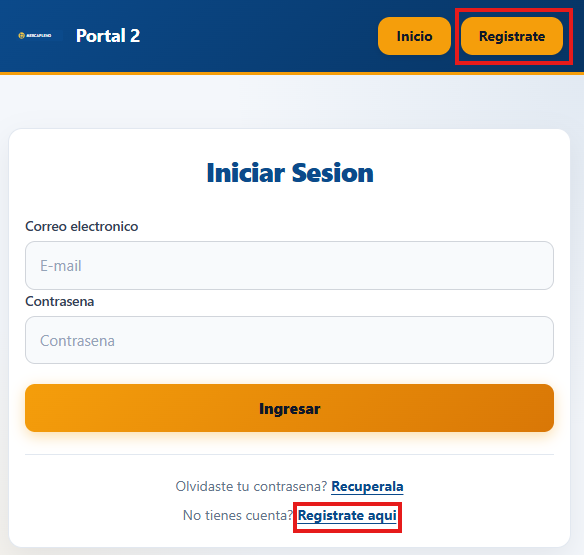 MERCAPLENO Portal 2 Inicio Registrate
Iniciar Sesion
Correo electronico
E-mail
Contrasena
Contrasena
Ingresar
Olvidaste tu contrasena? Recuperala
No tienes cuenta? Registrate aqui